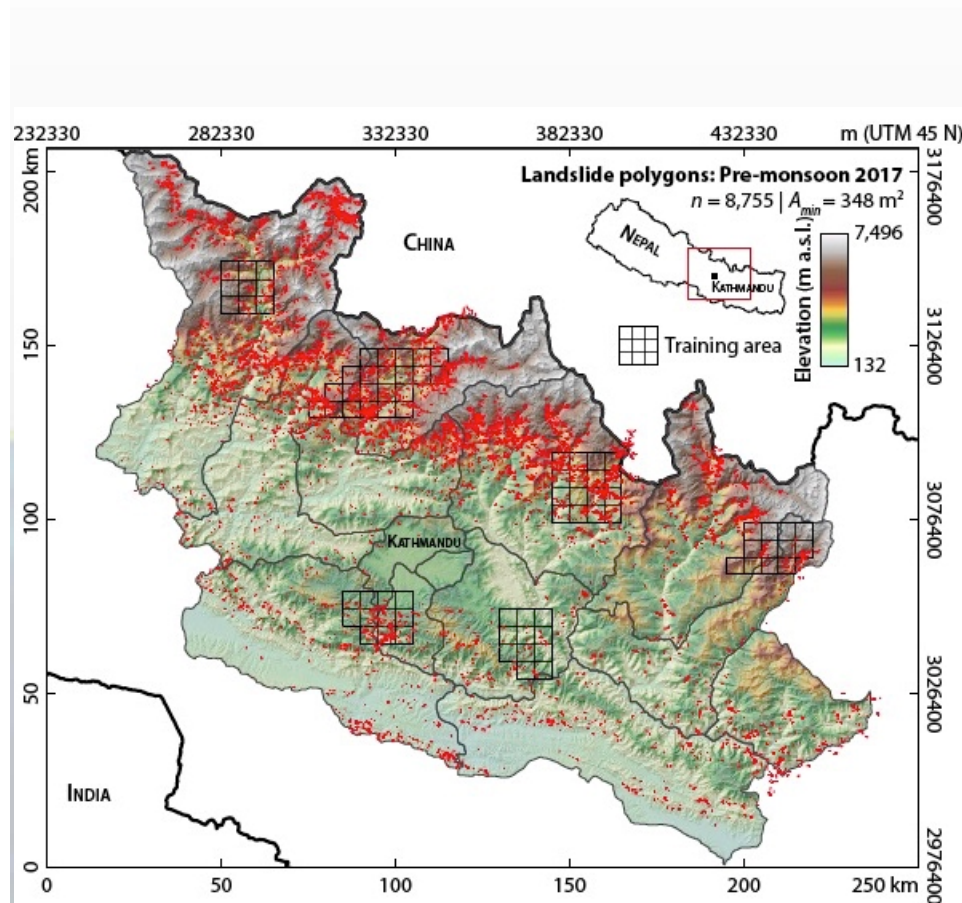 232330 282330 332330 382330 432330 m (UTM 45 N)
200 km
3176400
Landslide polygons: Pre-monsoon 2017
n = 8,755 | Amin = 348 m²
CHINA
NEPAL
KATHMANDU
Elevation (m a.s.l.)
7,496
132
Training area
150
3126400
100
3076400
KATHMANDU
50
3026400
INDIA
0
2976400
0 50 100 150 200 250 km